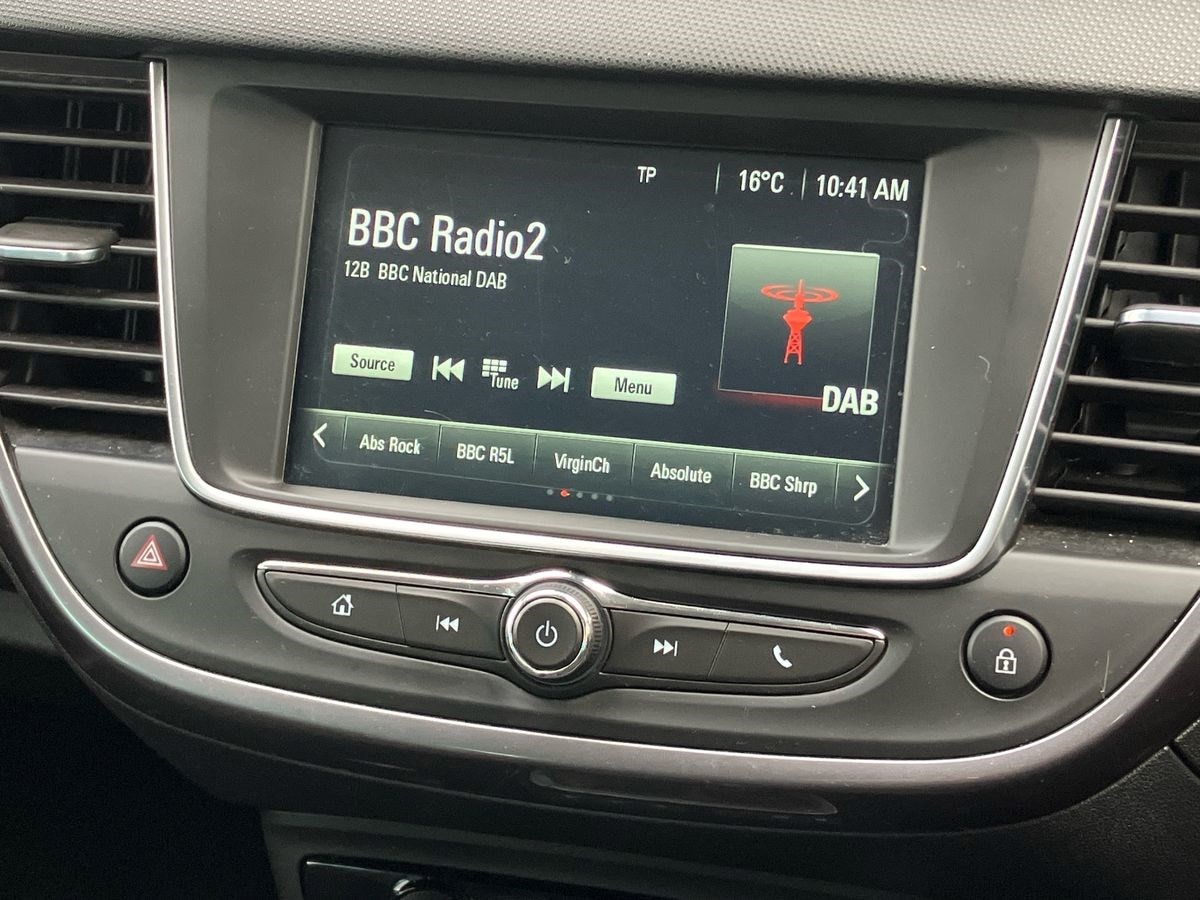 TP 16°C 10:41 AM
BBC Radio2
12B BBC National DAB
Source Tune Menu
DAB
Abs Rock BBC R5L VirginCh Absolute BBC Shrp